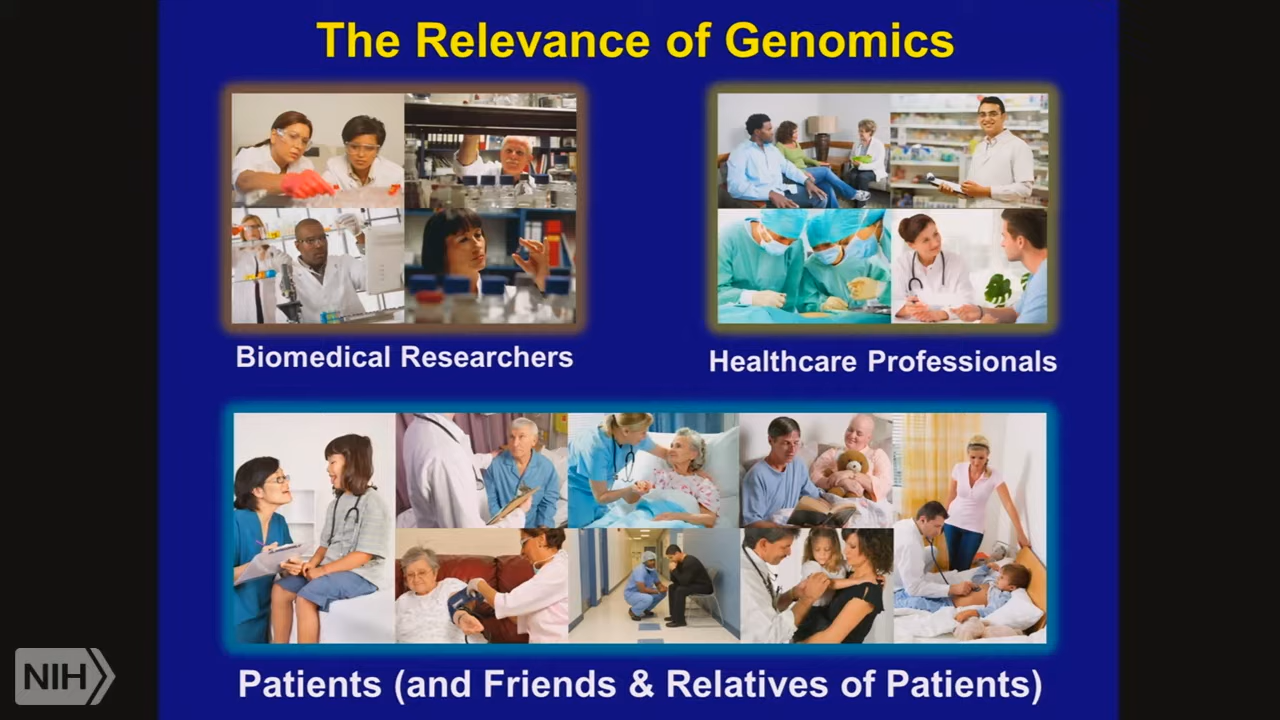 The Relevance of Genomics
Biomedical Researchers
Healthcare Professionals
Patients (and Friends & Relatives of Patients)
NIH